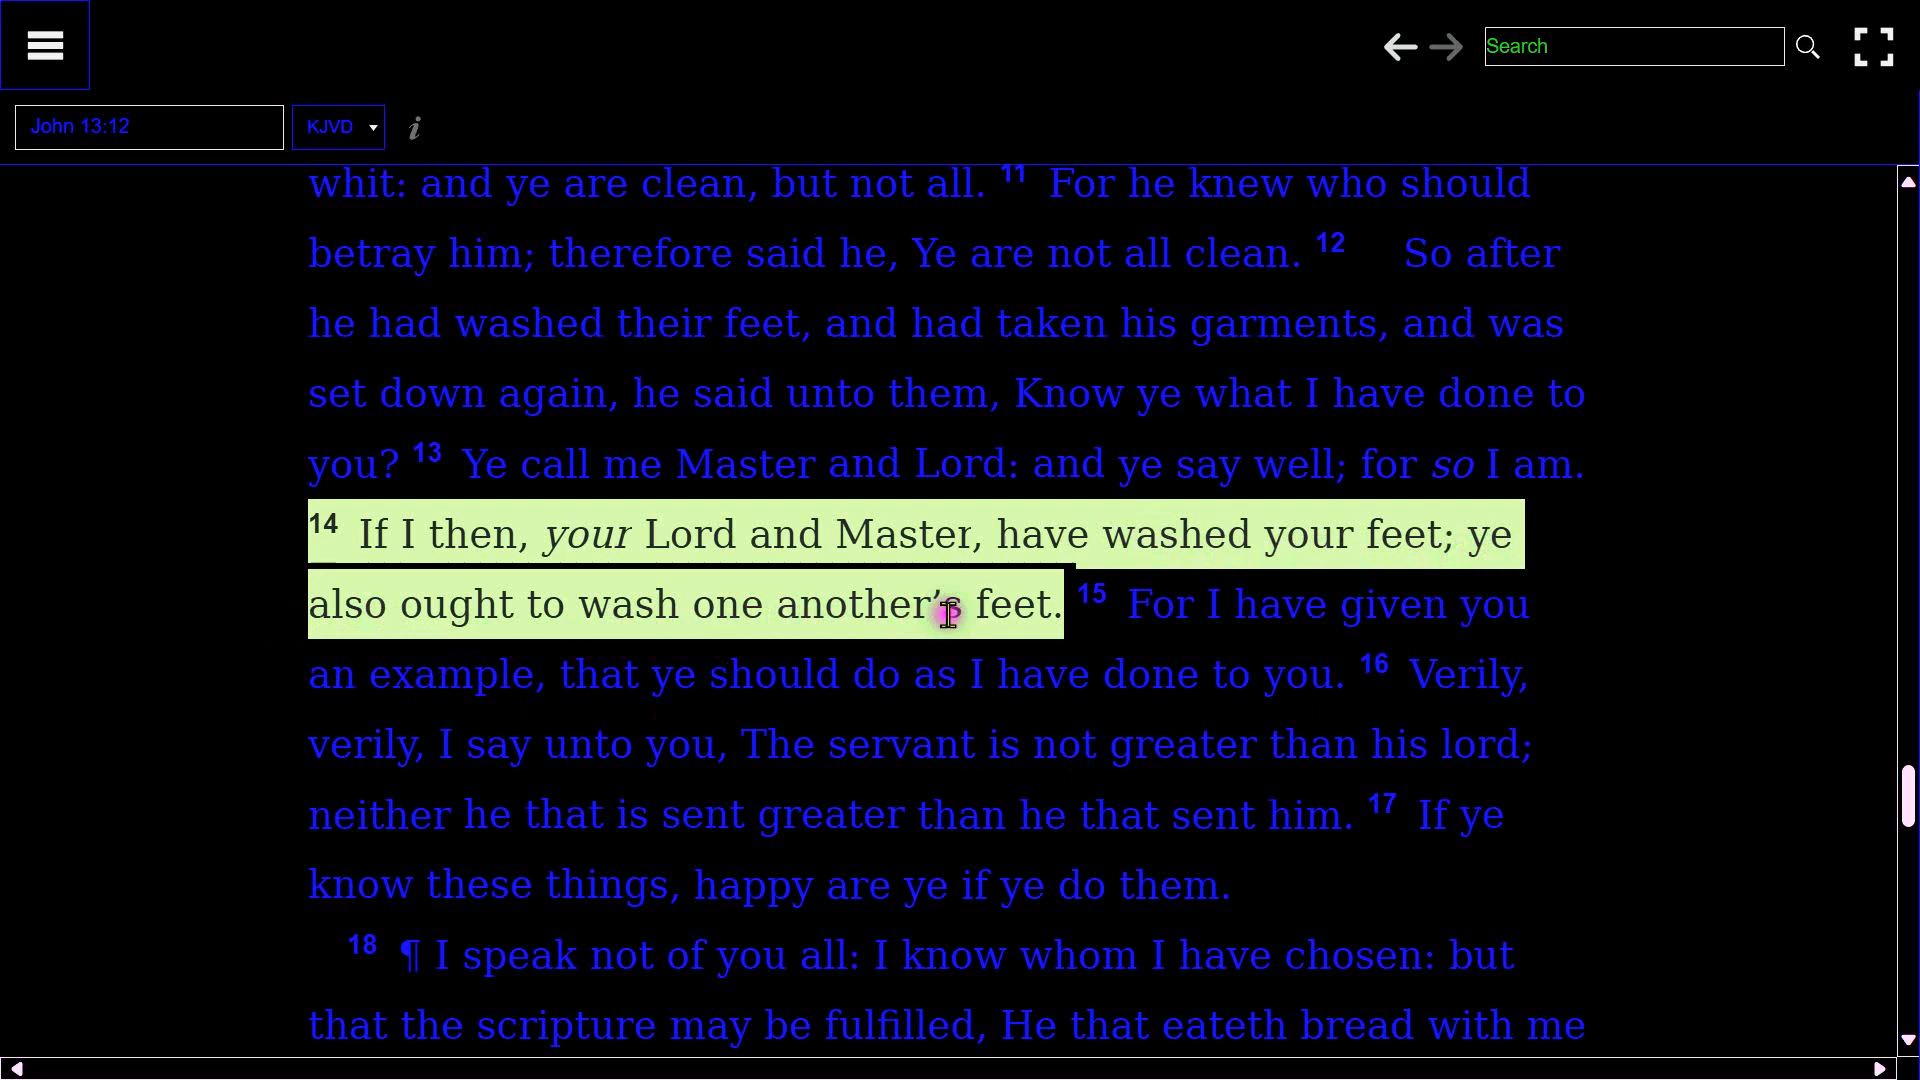 Search
John 13:12
KJVD
i
whit: and ye are clean, but not all. 11 For he knew who should
betray him; therefore said he, Ye are not all clean. 12 So after
he had washed their feet, and had taken his garments, and was
set down again, he said unto them, Know ye what I have done to
you? 13 Ye call me Master and Lord: and ye say well; for so I am.
14 If I then, your Lord and Master, have washed your feet; ye
also ought to wash one another’s feet. 15 For I have given you
an example, that ye should do as I have done to you. 16 Verily,
verily, I say unto you, The servant is not greater than his lord;
neither he that is sent greater than he that sent him. 17 If ye
know these things, happy are ye if ye do them.
18 ¶ I speak not of you all: I know whom I have chosen: but
that the scripture may be fulfilled, He that eateth bread with me